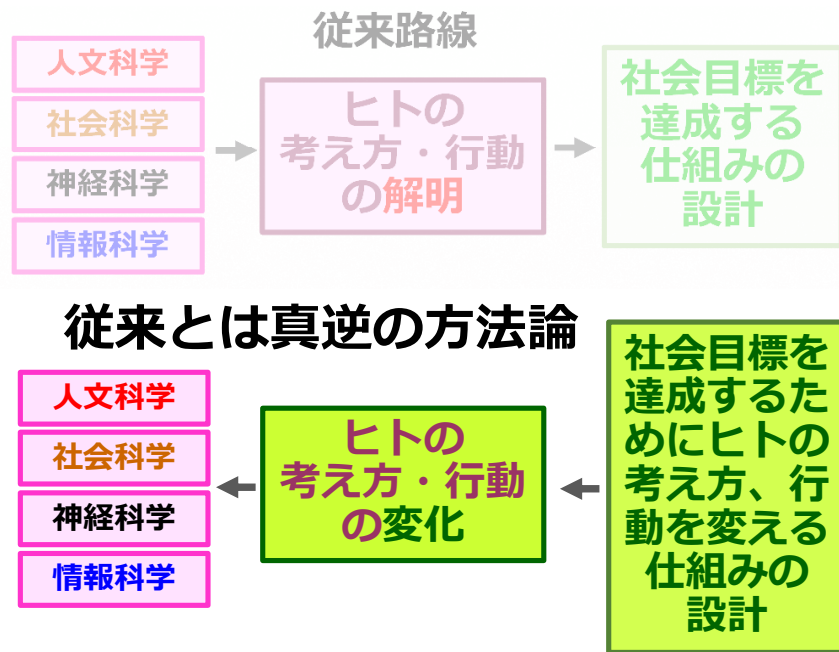 従来路線
人文科学
社会科学
神経科学
情報科学
ヒトの
考え方・行動
の解明
社会目標を
達成する
仕組みの
設計
従来とは真逆の方法論
人文科学
社会科学
神経科学
情報科学
ヒトの
考え方・行動
の変化
社会目標を
達成するた
めにヒトの
考え方、行
動を変える
仕組みの
設計